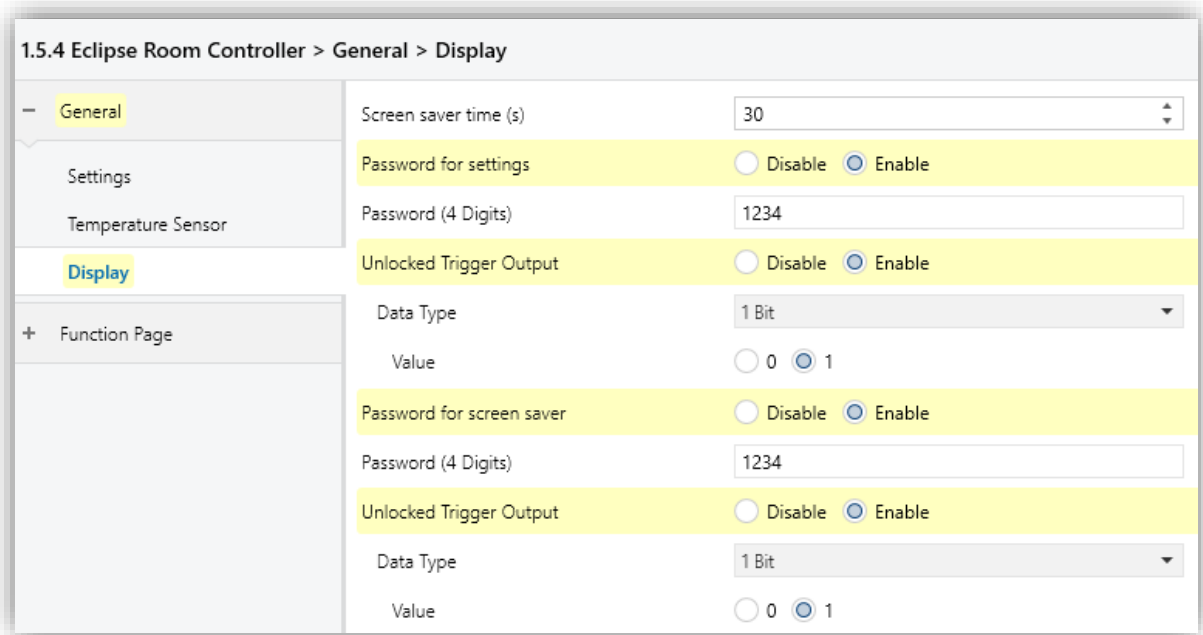 1.5.4 Eclipse Room Controller > General > Display
− General
Settings
Temperature Sensor
Display
+ Function Page
Screen saver time (s) 30
Password for settings Disable Enable
Password (4 Digits) 1234
Unlocked Trigger Output Disable Enable
Data Type 1 Bit
Value 0 1
Password for screen saver Disable Enable
Password (4 Digits) 1234
Unlocked Trigger Output Disable Enable
Data Type 1 Bit
Value 0 1